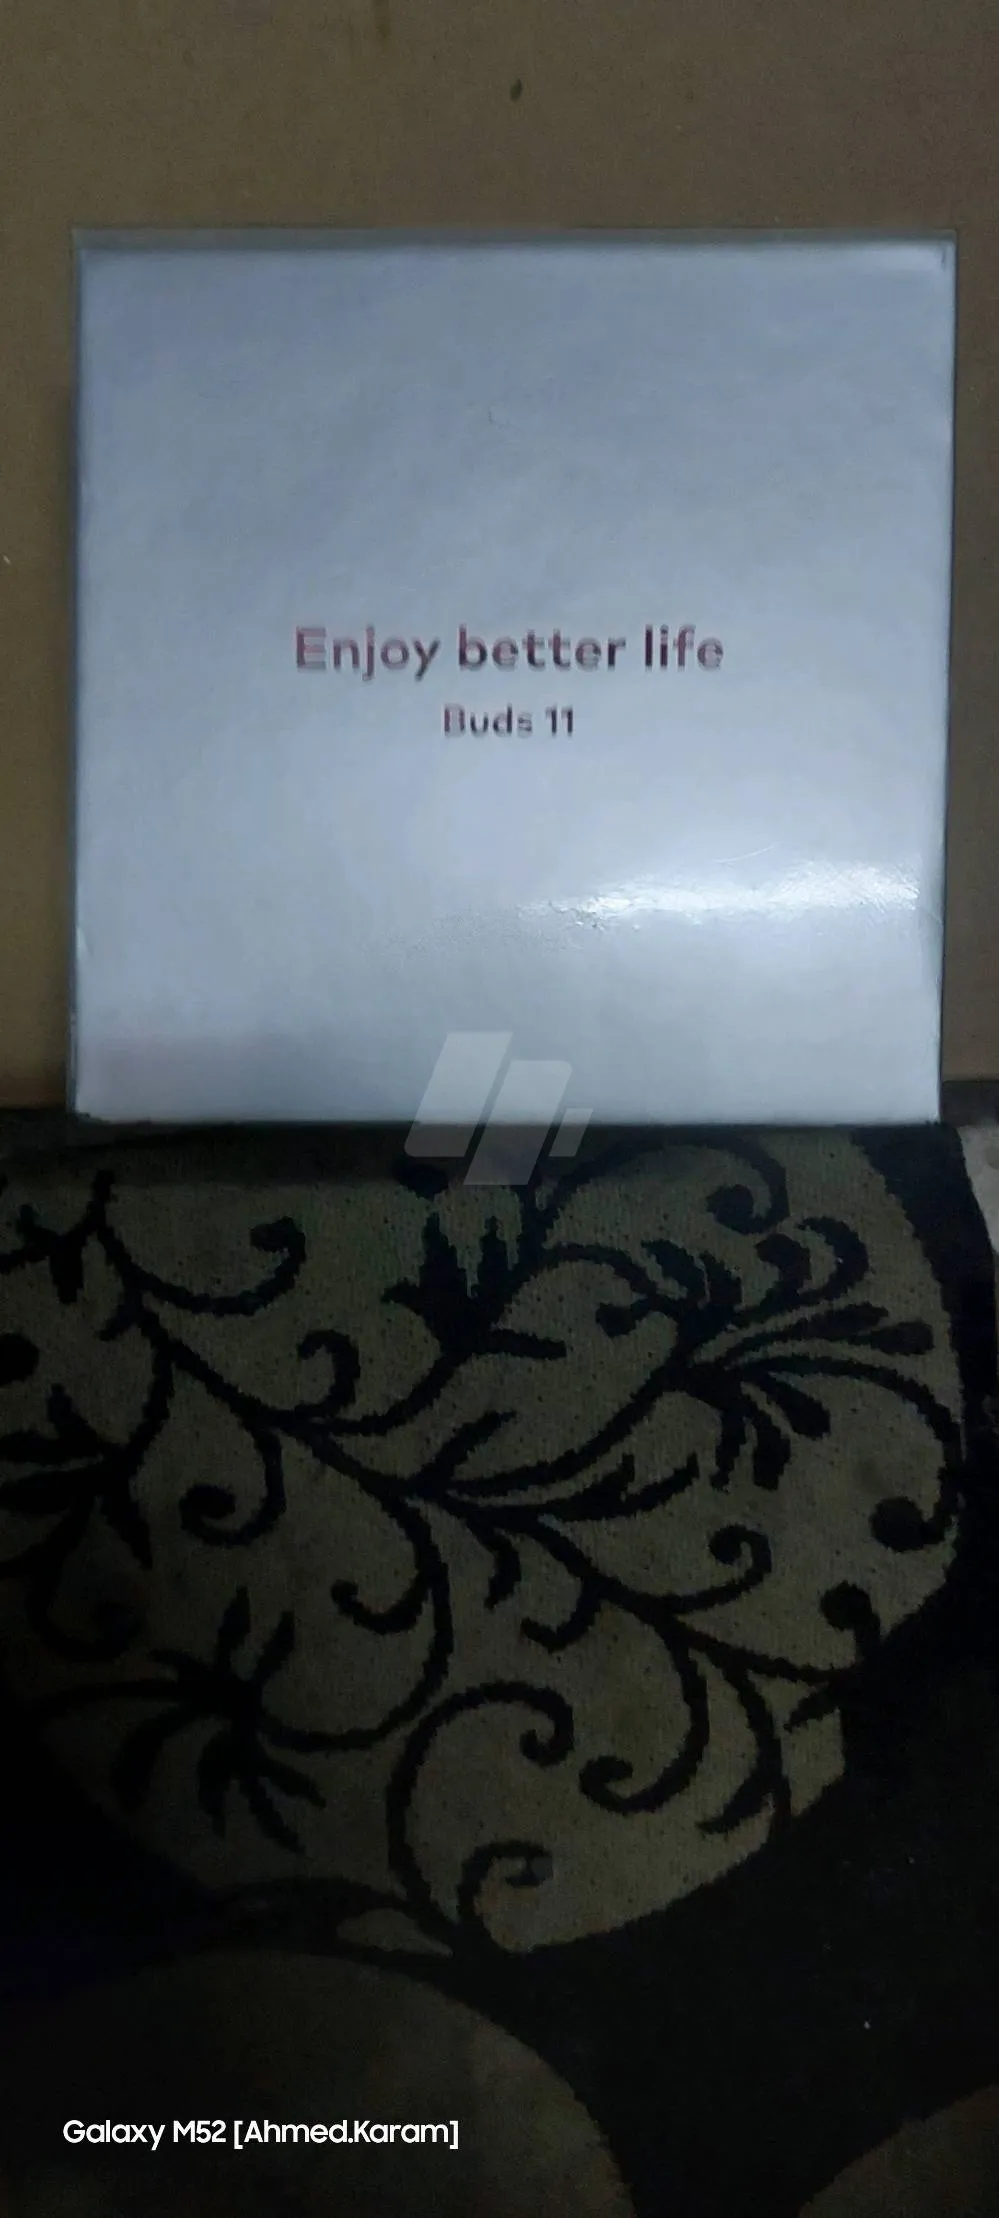 Enjoy better life
Buds 11
Galaxy M52 [Ahmed.Karam]